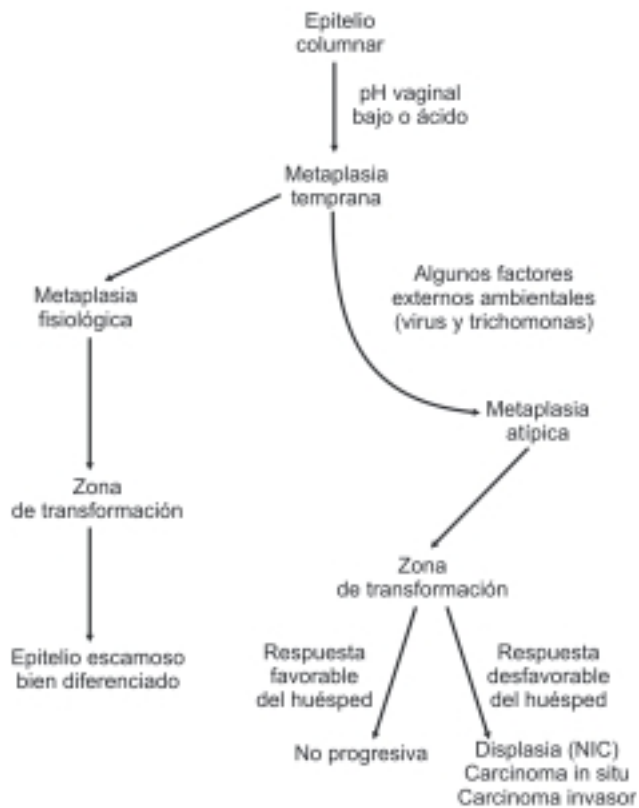 Epitelio
columnar
pH vaginal
bajo o ácido
Metaplasia
temprana
Algunos factores
externos ambientales
(virus y trichomonas)
Metaplasia
fisiológica
Metaplasia
atípica
Zona
de transformación
Zona
de transformación
Epitelio escamoso
bien diferenciado
Respuesta
favorable
del huésped
Respuesta
desfavorable
del huésped
No progresiva
Displasia (NIC)
Carcinoma in situ
Carcinoma invasor